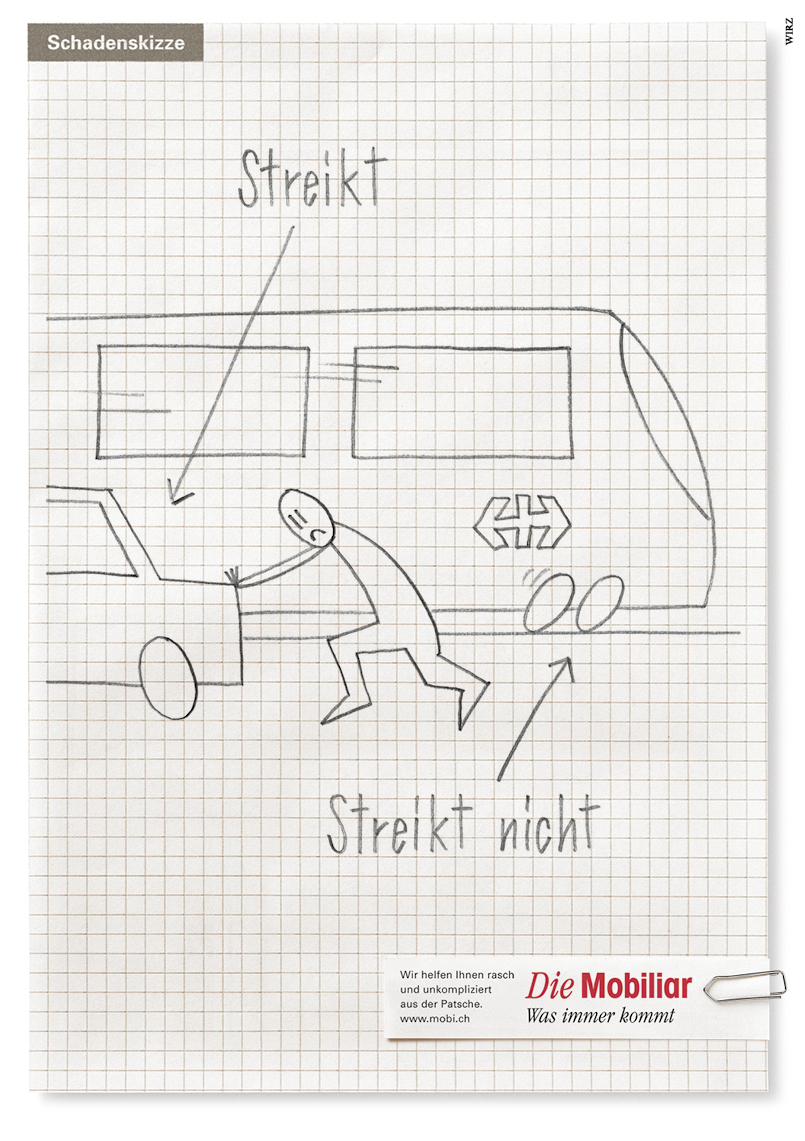 Schadenskizze
WIRZ
Streikt
Streikt nicht
Wir helfen Ihnen rasch
und unkompliziert
aus der Patsche.
www.mobi.ch
Die Mobiliar
Was immer kommt